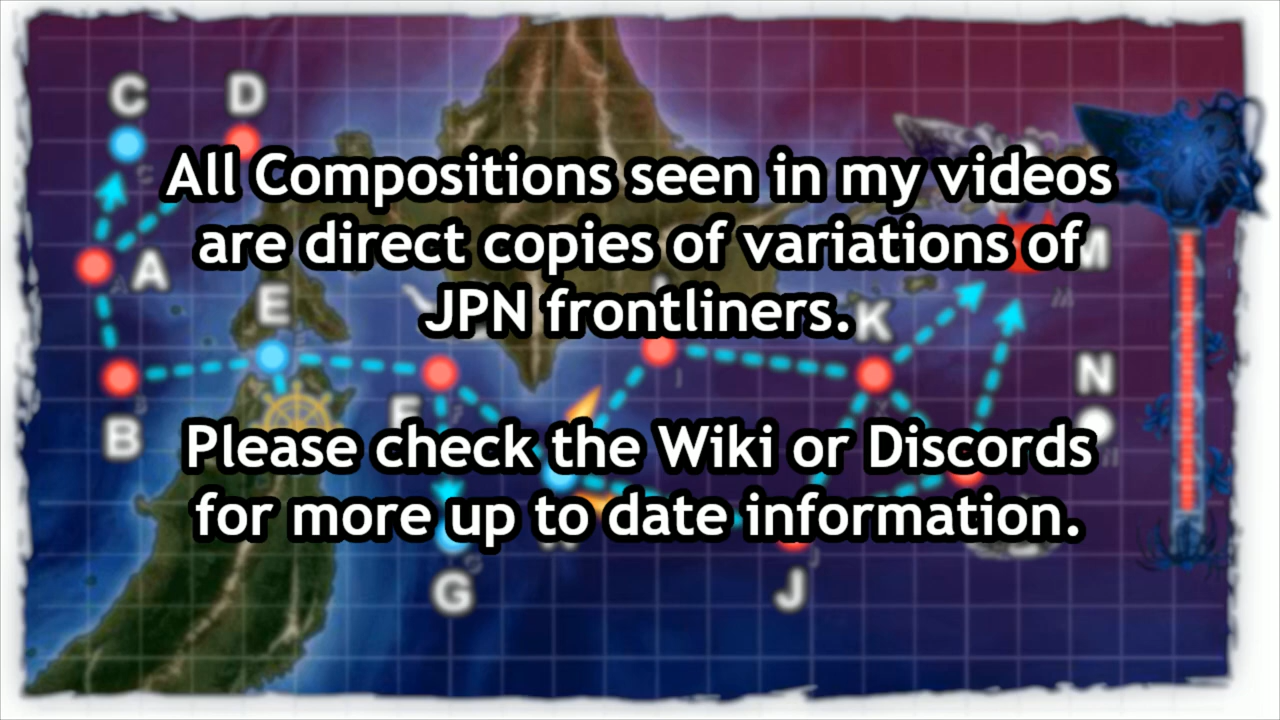 C D
All Compositions seen in my videos
are direct copies of variations of
JPN frontliners.
A
M
E
K
N
F
B
Please check the Wiki or Discords
for more up to date information.
G
J